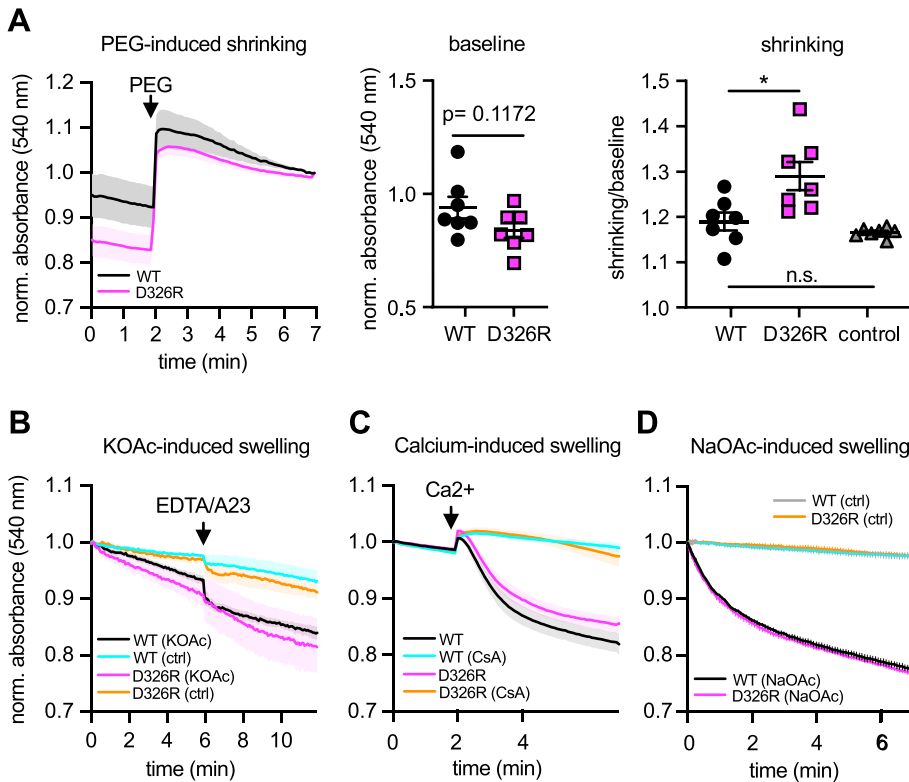 A
PEG-induced shrinking
norm. absorbance (540 nm)
1.2
1.1
1.0
0.9
0.8
0.7
PEG
WT
D326R
0 1 2 3 4 5 6 7
time (min)
baseline
norm. absorbance (540 nm)
1.5
1.0
0.5
p= 0.1172
WT D326R
shrinking
shrinking/baseline
1.5
1.4
1.3
1.2
1.1
1.0
*
n.s.
WT D326R control
B
KOAc-induced swelling
norm. absorbance (540 nm)
1.1
1.0
0.9
0.8
0.7
EDTA/A23
WT (KOAc)
WT (ctrl)
D326R (KOAc)
D326R (ctrl)
0 2 4 6 8 10
time (min)
C
Calcium-induced swelling
1.1
1.0
0.9
0.8
0.7
Ca2+
WT
WT (CsA)
D326R
D326R (CsA)
0 2 4 6
time (min)
D
NaOAc-induced swelling
1.1
1.0
0.9
0.8
0.7
WT (ctrl)
D326R (ctrl)
WT (NaOAc)
D326R (NaOAc)
0 2 4 6
time (min)